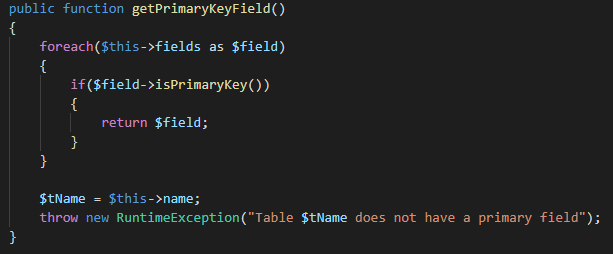 public function getPrimaryKeyField()
{
    foreach($this->fields as $field)
    {
        if($field->isPrimaryKey())
        {
            return $field;
        }
    }

    $tName = $this->name;
    throw new RuntimeException("Table $tName does not have a primary field");
}